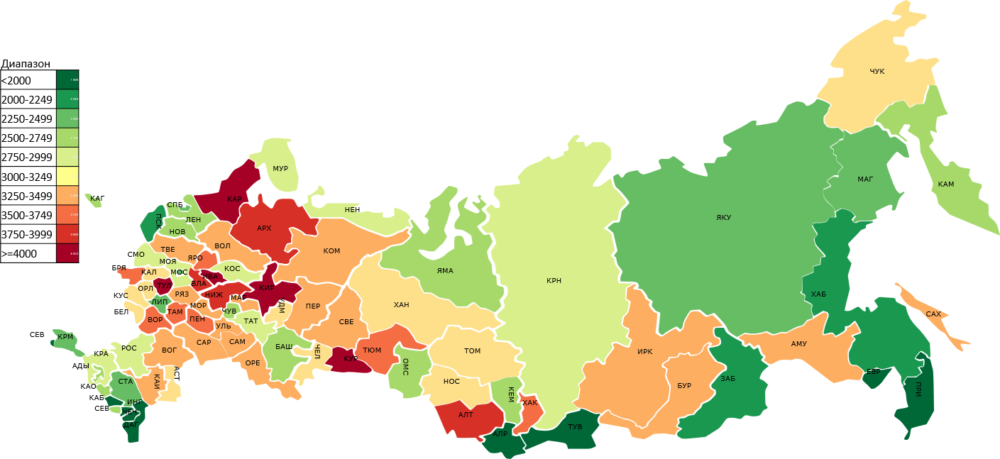 Диапазон
<2000
2000-2249
2250-2499
2500-2749
2750-2999
3000-3249
3250-3499
3500-3749
3750-3999
>=4000
ЧУК
МУР
МАГ
КАМ
КАГ
КАР
СПБ
НЕН
ЯКУ
ПСК
ЛЕН
АРХ
НОВ
ВОЛ
КОМ
ТВЕ
СМО
ЯРО
МОЯ
БРЯ
КАЛ
МОС
КОС
ИВА
ЯМА
КРН
ВЛА
ОРЛ
ТУЛ
КИР
КУС
РЯЗ
НИЖ
МАР
ХАБ
ЛИП
УДМ
ХАН
БЕЛ
ТАМ
МОР
ЧУВ
ПЕР
САХ
ВОР
ПЕН
ТАТ
СВЕ
УЛЬ
СЕВ
КРМ
САР
САМ
АМУ
РОС
ВОГ
БАШ
ЧЕЛ
ТЮМ
ТОМ
ИРК
КРА
КУР
ОРЕ
АДЫ
ОМС
АСТ
ЕВР
СТА
КАИ
НОС
ЗАБ
КАО
БУР
ПРИ
КАБ
КЕМ
ИНГ
ХАК
СЕВ
ЧЕЧ
АЛТ
ДАГ
ТУВ
АЛР